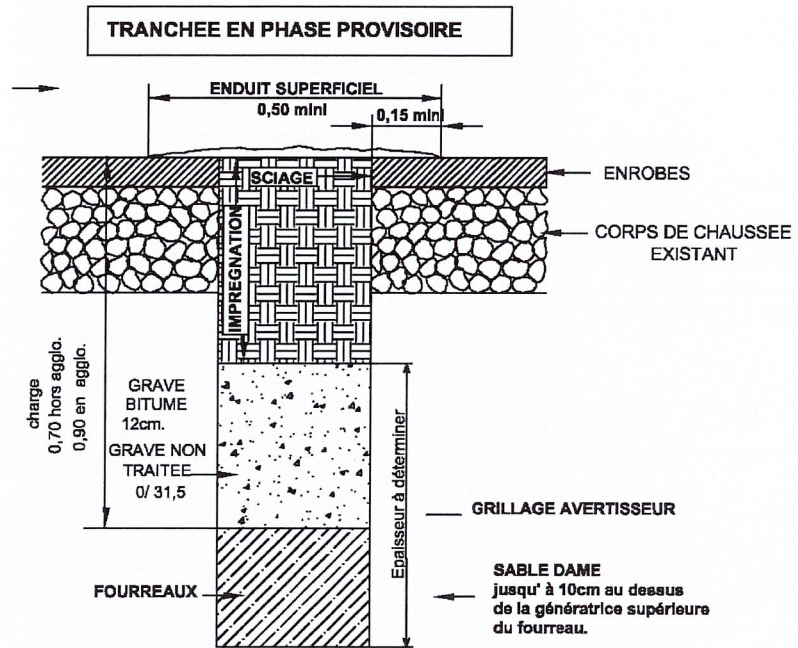 TRANCHEE EN PHASE PROVISOIRE
ENDUIT SUPERFICIEL
0,50 mini
0,15 mini
SCIAGE
ENROBES
IMPREGNATION
CORPS DE CHAUSSEE
EXISTANT
charge
0,70 hors agglo.
0,90 en agglo.
GRAVE
BITUME
12cm.
GRAVE NON
TRAITEE
0/ 31,5
Epaisseur à déterminer
GRILLAGE AVERTISSEUR
FOURREAUX
SABLE DAME
jusqu' à 10cm au dessus
de la génératrice supérieure
du fourreau.